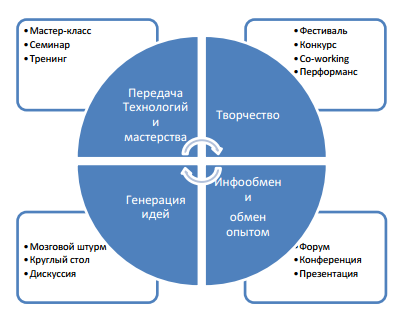 • Мастер-класс
• Семинар
• Тренинг
• Фестиваль
• Конкурс
• Co-working
• Перформанс
Передача
Технологий
и
мастерства
Творчество
Генерация
идей
Инфообмен
и
обмен
опытом
• Мозговой штурм
• Круглый стол
• Дискуссия
• Форум
• Конференция
• Презентация